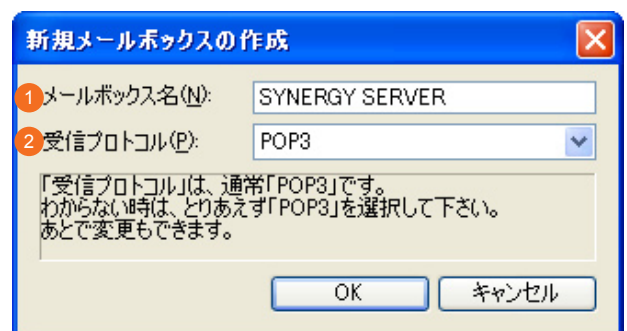 新規メールボックスの作成
1 メールボックス名(N): SYNERGY SERVER
2 受信プロトコル(P): POP3
「受信プロトコル」は、通常「POP3」です。
わからない時は、とりあえず「POP3」を選択して下さい。
あとで変更もできます。
OK キャンセル